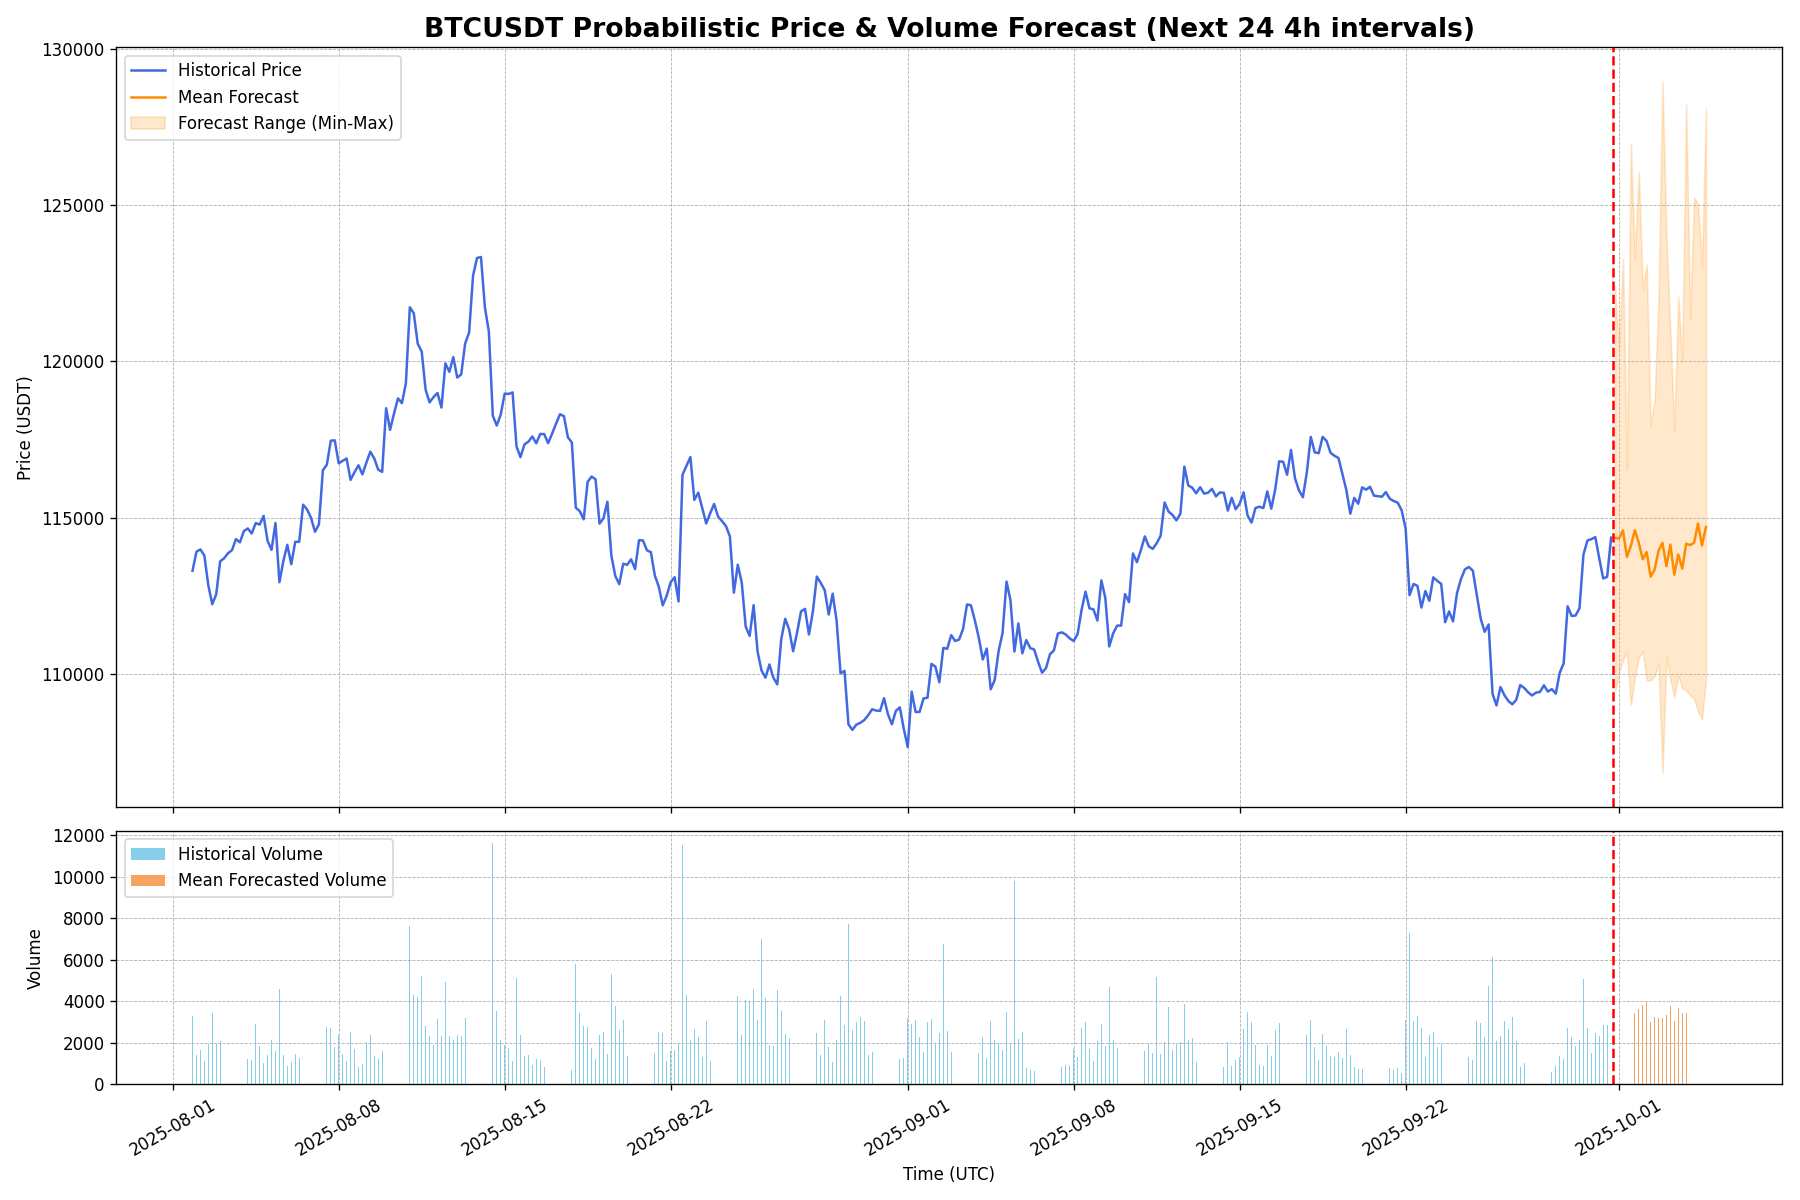 BTCUSDT Probabilistic Price & Volume Forecast (Next 24 4h intervals)
130000
125000
120000
115000
110000
Price (USDT)
Historical Price
Mean Forecast
Forecast Range (Min-Max)
12000
10000
8000
6000
4000
2000
0
Volume
Historical Volume
Mean Forecasted Volume
2025-08-01
2025-08-08
2025-08-15
2025-08-22
2025-09-01
2025-09-08
2025-09-15
2025-09-22
2025-10-01
Time (UTC)